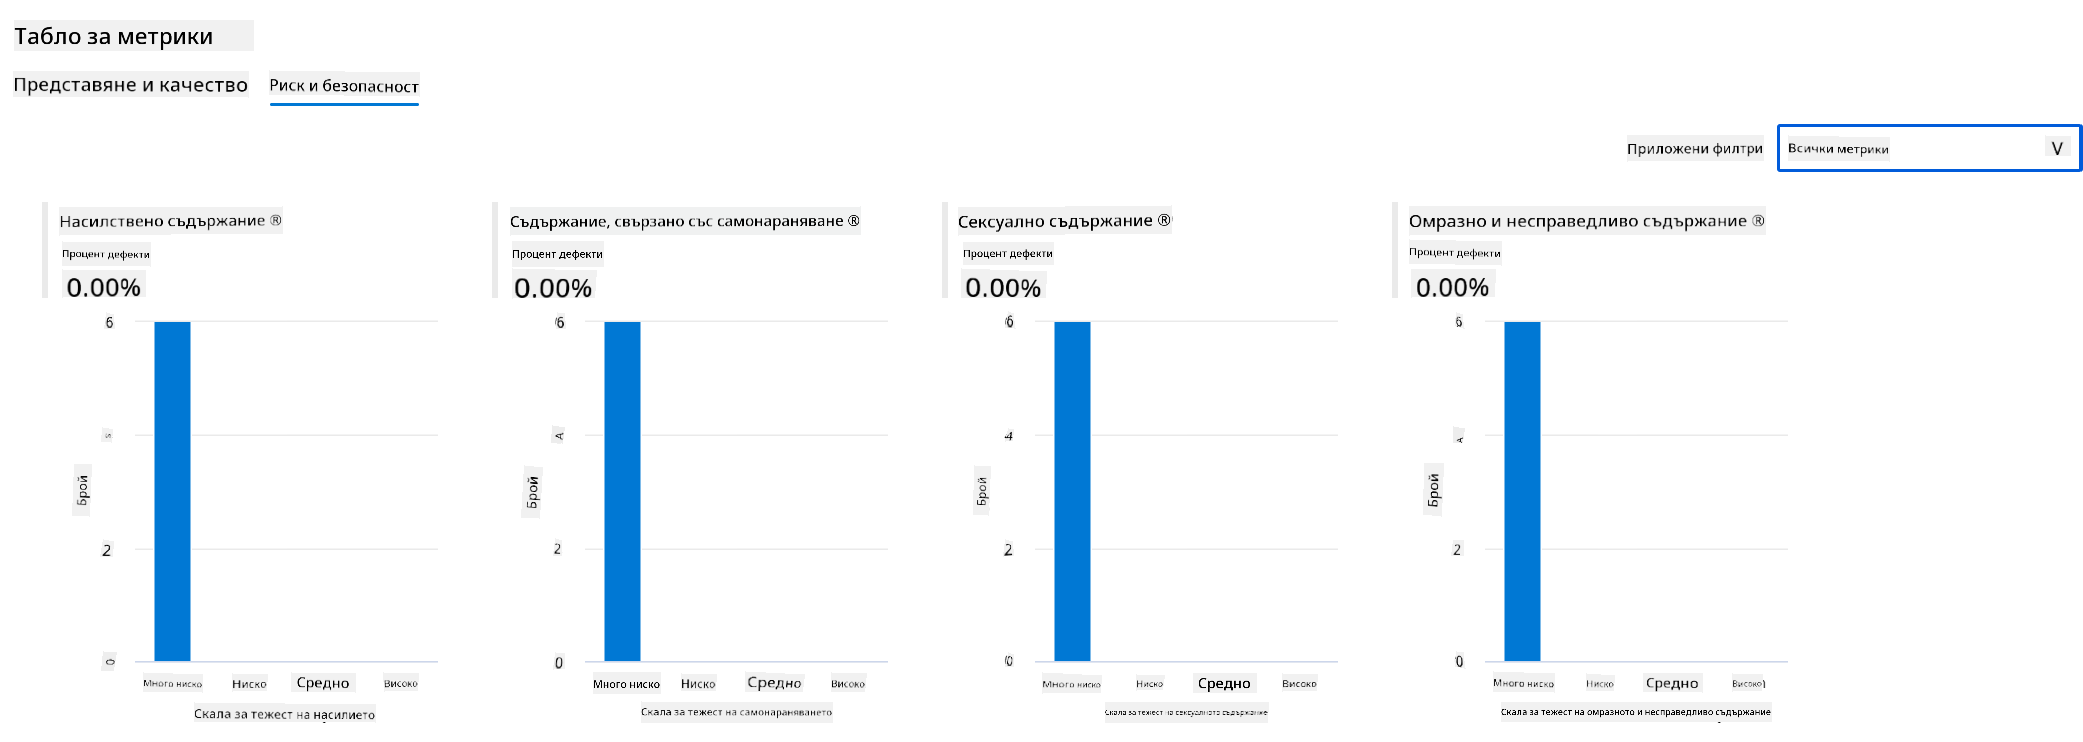 Табло за метрики
Представяне и качество
Риск и безопасност
Приложени филтри
Всички метрики
V
Насилствено съдържание ®
Процент дефекти
0.00%
6
2
0
Брой
Много ниско
Ниско
Средно
Високо
Скала за тежест на насилието
Съдържание, свързано със самонараняване ®
Процент дефекти
0.00%
6
A
2
0
Брой
Много ниско
Ниско
Средно
Високо
Скала за тежест на самонараняването
Сексуално съдържание ®
Процент дефекти
0.00%
6
4
2
0
Брой
Много ниско
Ниско
Средно
Високо
Скала за тежест на сексуалното съдържание
Омразно и несправедливо съдържание ®
Процент дефекти
0.00%
6
A
2
0
Брой
Много ниско
Ниско
Средно
Високо
Скала за тежест на омразното и несправедливо съдържание